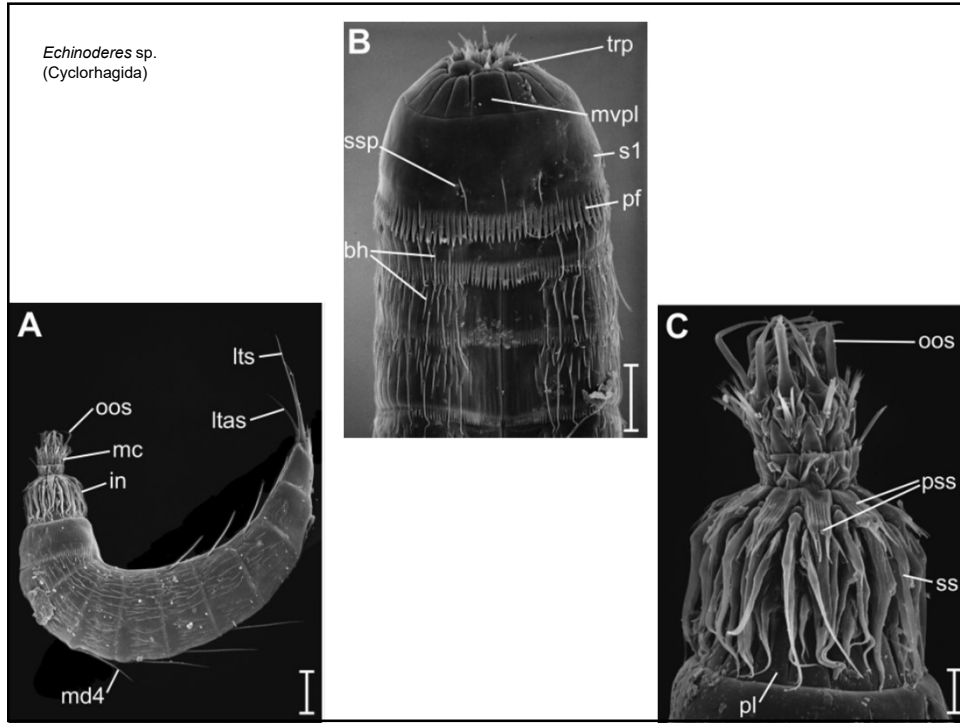 Echinoderes sp.
(Cyclorhagida)
B
trp
mvpl
ssp
s1
pf
bh
A
lts
oos
ltas
mc
in
md4
C
oos
pss
ss
pl